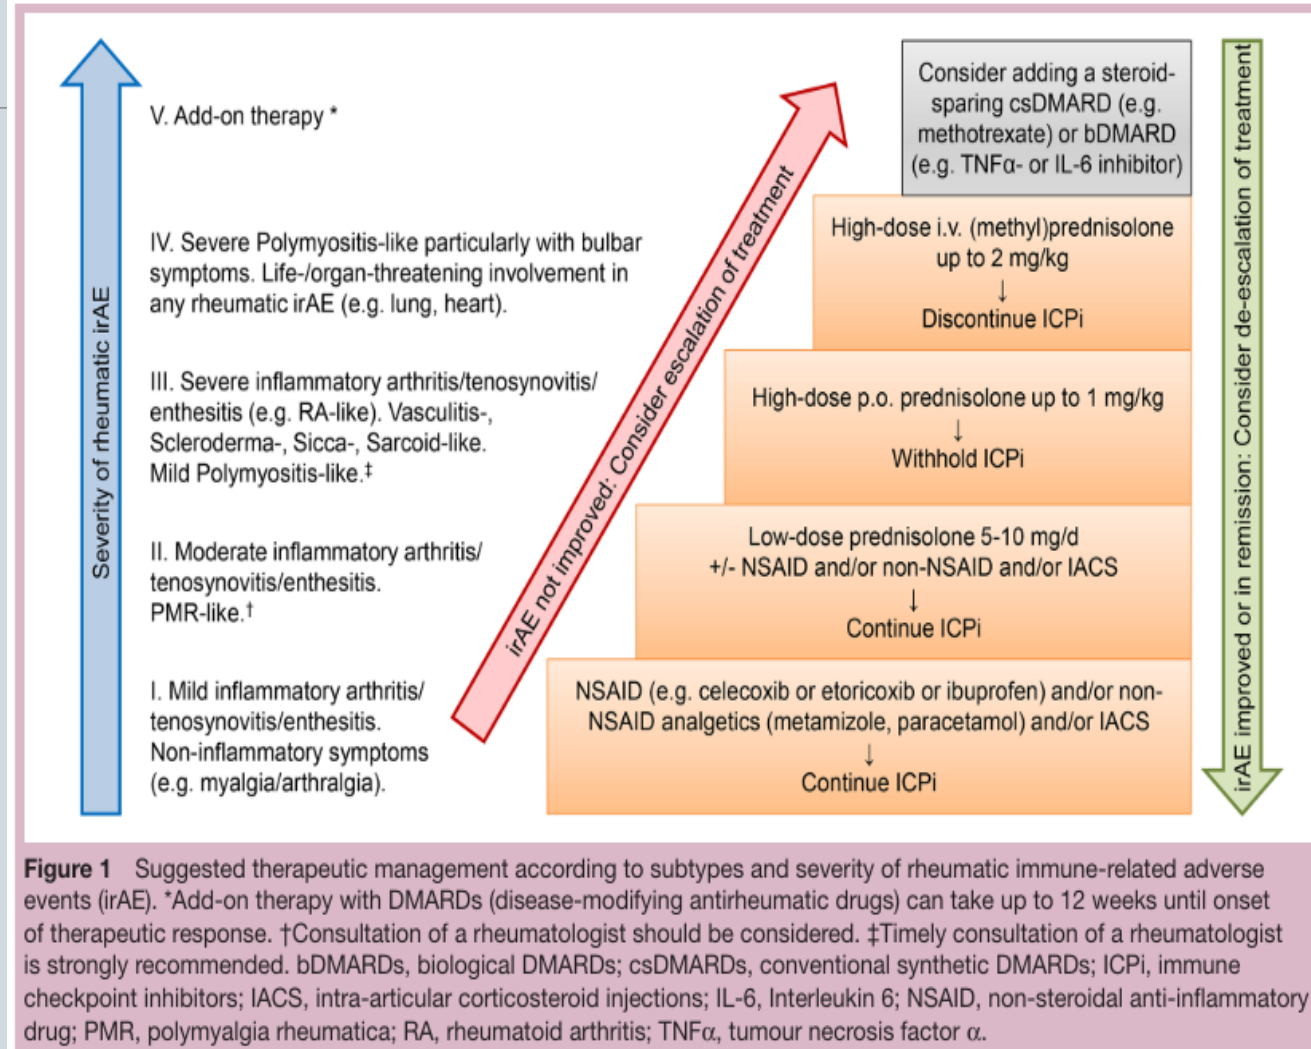 Severity of rheumatic irAE
V. Add-on therapy *
IV. Severe Polymyositis-like particularly with bulbar
symptoms. Life-/organ-threatening involvement in
any rheumatic irAE (e.g. lung, heart).
III. Severe inflammatory arthritis/tenosynovitis/
enthesitis (e.g. RA-like). Vasculitis-,
Scleroderma-, Sicca-, Sarcoid-like.
Mild Polymyositis-like.‡
II. Moderate inflammatory arthritis/
tenosynovitis/enthesitis.
PMR-like.†
I. Mild inflammatory arthritis/
tenosynovitis/enthesitis.
Non-inflammatory symptoms
(e.g. myalgia/arthralgia).
irAE not improved: Consider escalation of treatment
Consider adding a steroid-
sparing csDMARD (e.g.
methotrexate) or bDMARD
(e.g. TNFα- or IL-6 inhibitor)
High-dose i.v. (methyl)prednisolone
up to 2 mg/kg
↓
Discontinue ICPi
High-dose p.o. prednisolone up to 1 mg/kg
↓
Withhold ICPi
Low-dose prednisolone 5-10 mg/d
+/- NSAID and/or non-NSAID and/or IACS
↓
Continue ICPi
NSAID (e.g. celecoxib or etoricoxib or ibuprofen) and/or non-
NSAID analgetics (metamizole, paracetamol) and/or IACS
↓
Continue ICPi
irAE improved or in remission: Consider de-escalation of treatment
Figure 1 Suggested therapeutic management according to subtypes and severity of rheumatic immune-related adverse
events (irAE). *Add-on therapy with DMARDs (disease-modifying antirheumatic drugs) can take up to 12 weeks until onset
of therapeutic response. †Consultation of a rheumatologist should be considered. ‡Timely consultation of a rheumatologist
is strongly recommended. bDMARDs, biological DMARDs; csDMARDs, conventional synthetic DMARDs; ICPi, immune
checkpoint inhibitors; IACS, intra-articular corticosteroid injections; IL-6, Interleukin 6; NSAID, non-steroidal anti-inflammatory
drug; PMR, polymyalgia rheumatica; RA, rheumatoid arthritis; TNFα, tumour necrosis factor α.